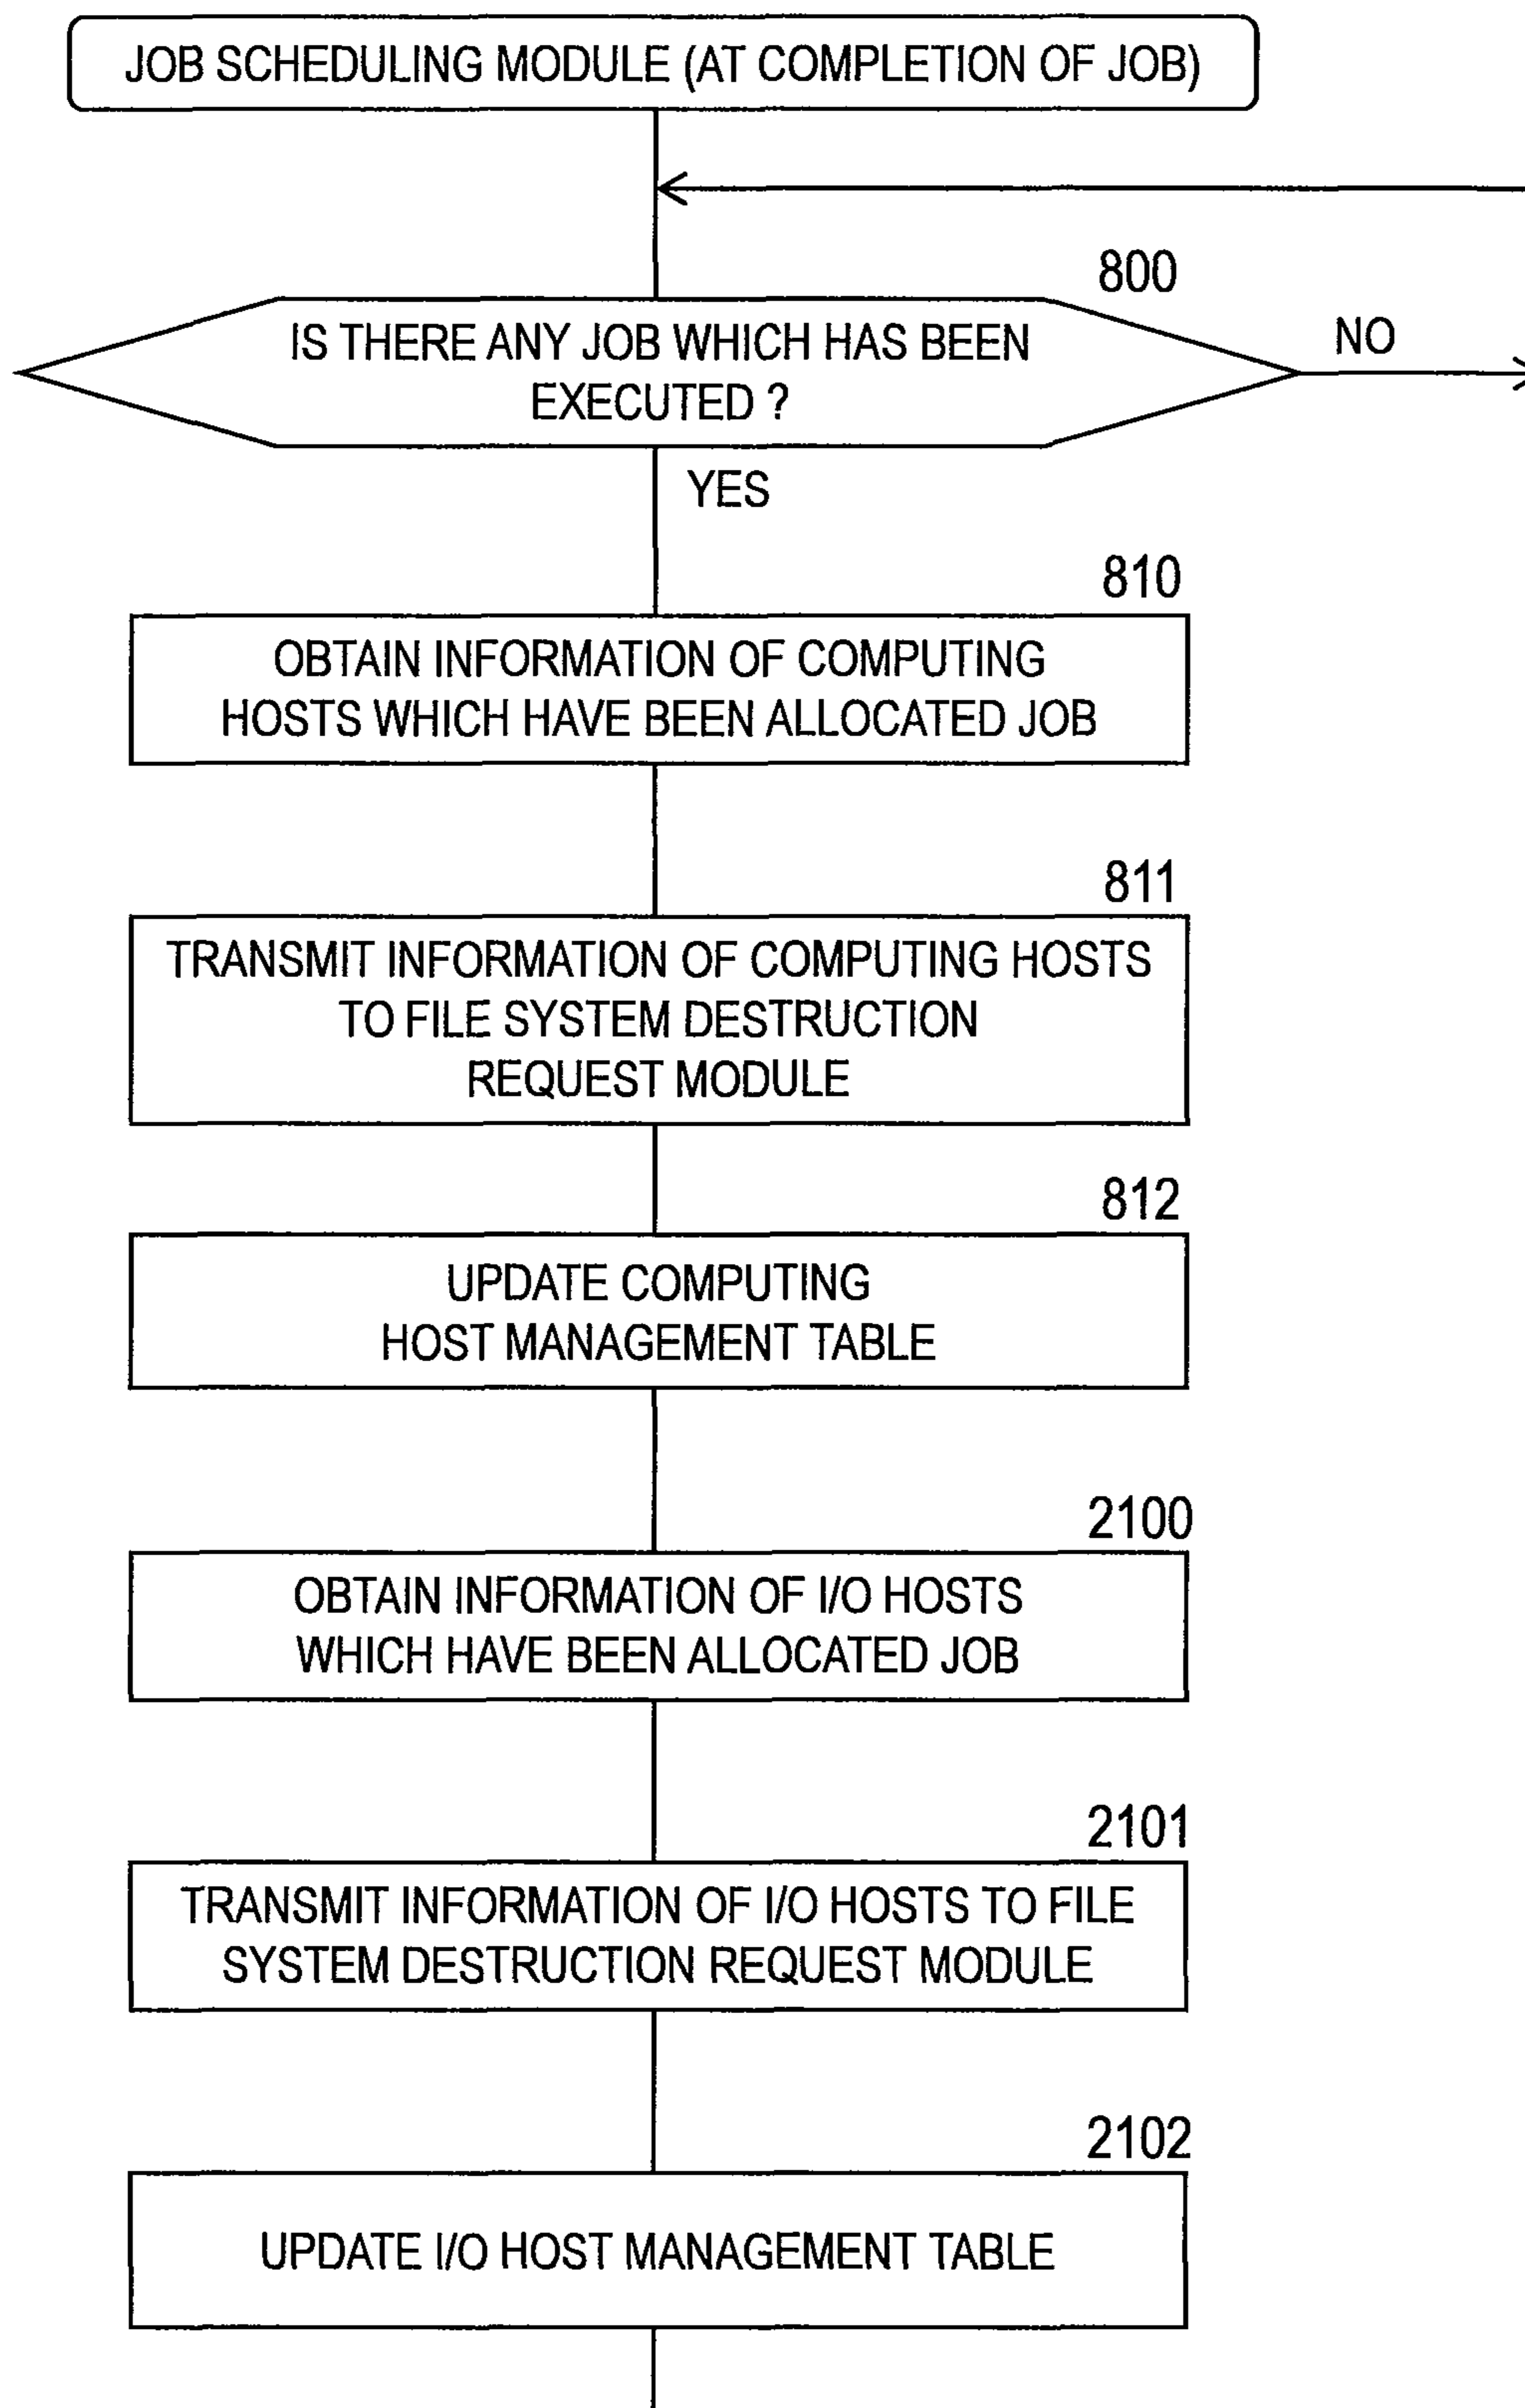 JOB SCHEDULING MODULE (AT COMPLETION OF JOB)
800
IS THERE ANY JOB WHICH HAS BEEN
EXECUTED ?
NO
YES
810
OBTAIN INFORMATION OF COMPUTING
HOSTS WHICH HAVE BEEN ALLOCATED JOB
811
TRANSMIT INFORMATION OF COMPUTING HOSTS
TO FILE SYSTEM DESTRUCTION
REQUEST MODULE
812
UPDATE COMPUTING
HOST MANAGEMENT TABLE
2100
OBTAIN INFORMATION OF I/O HOSTS
WHICH HAVE BEEN ALLOCATED JOB
2101
TRANSMIT INFORMATION OF I/O HOSTS TO FILE
SYSTEM DESTRUCTION REQUEST MODULE
2102
UPDATE I/O HOST MANAGEMENT TABLE